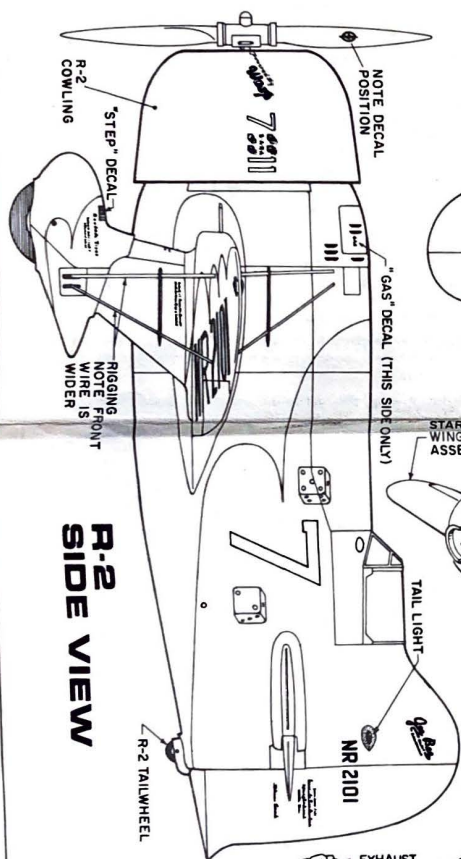 NOTE DECAL
POSITION
R-2
COWLING
7
11
"STEP" DECAL
"GAS" DECAL (THIS SIDE ONLY)
RIGGING
NOTE FRONT
WIRE IS
WIDER
STAR
WING
ASSE
7
TAIL LIGHT
NR 2101
R-2
SIDE VIEW
R-2 TAILWHEEL
EXHAUST